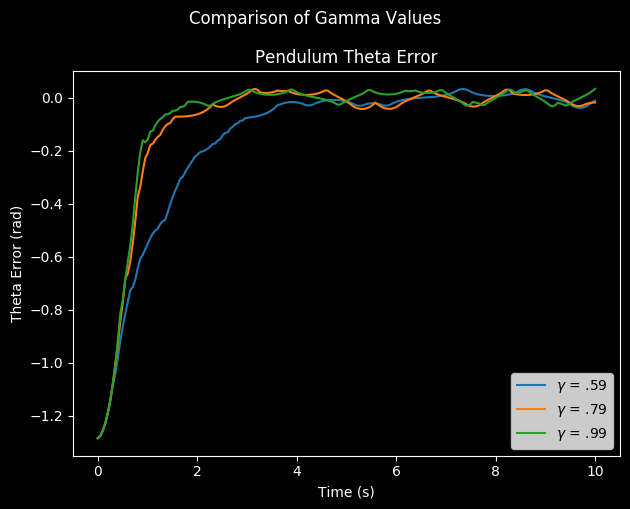 Comparison of Gamma Values
Pendulum Theta Error
Theta Error (rad)
0.0
−0.2
−0.4
−0.6
−0.8
−1.0
−1.2
0 2 4 6 8 10
Time (s)
γ = .59
γ = .79
γ = .99